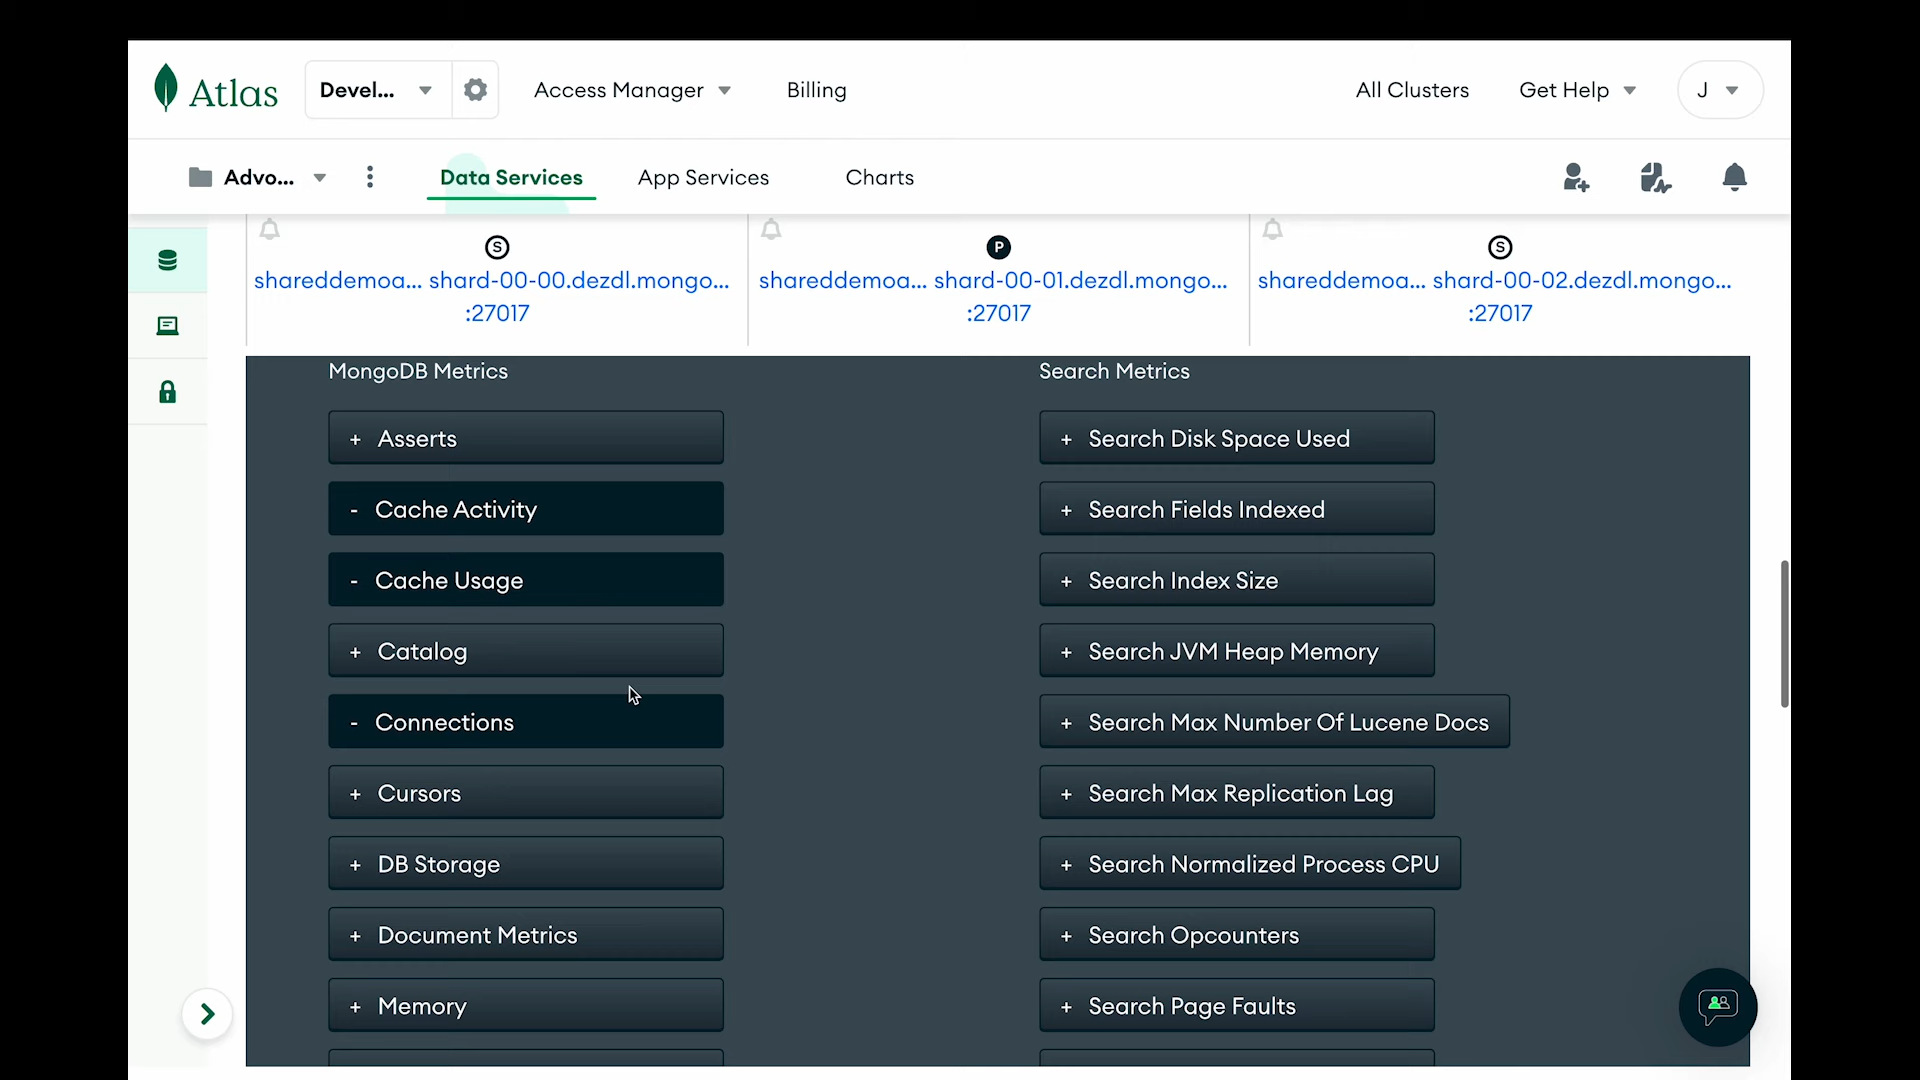 Atlas
Devel...
Access Manager
Billing
All Clusters
Get Help
J
Advo...
Data Services
App Services
Charts
S
P
S
shareddemoa... shard-00-00.dezdl.mongo...
:27017
shareddemoa... shard-00-01.dezdl.mongo...
:27017
shareddemoa... shard-00-02.dezdl.mongo...
:27017
MongoDB Metrics
+ Asserts
- Cache Activity
- Cache Usage
+ Catalog
- Connections
+ Cursors
+ DB Storage
+ Document Metrics
+ Memory
Search Metrics
+ Search Disk Space Used
+ Search Fields Indexed
+ Search Index Size
+ Search JVM Heap Memory
+ Search Max Number Of Lucene Docs
+ Search Max Replication Lag
+ Search Normalized Process CPU
+ Search Opcounters
+ Search Page Faults